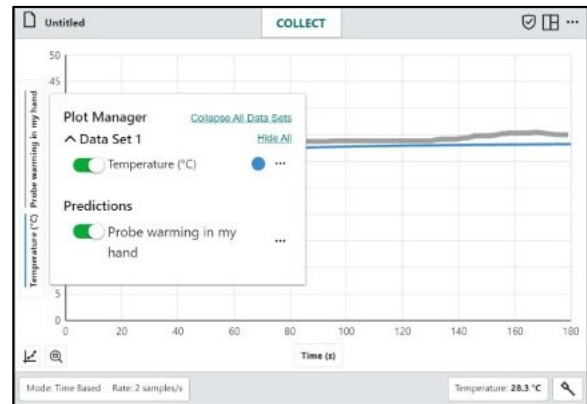 Untitled
COLLECT
50
45
Probe warming in my hand
Temperature (°C)
Plot Manager
Collapse All Data Sets
Data Set 1
Hide All
Temperature (°C)
Predictions
Probe warming in my
hand
5
0
0
20
40
60
80
100
120
140
160
180
Time (s)
Mode: Time Based Rate: 2 samples/s
Temperature: 28.3 °C